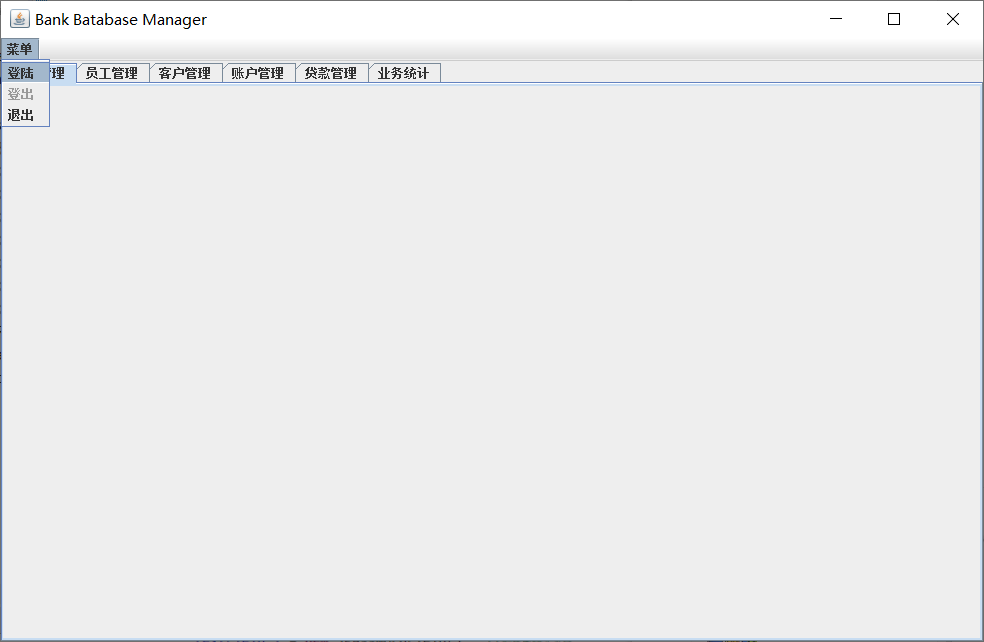 Bank Batabase Manager
菜单
登陆 理 员工管理 客户管理 账户管理 贷款管理 业务统计
登出
退出